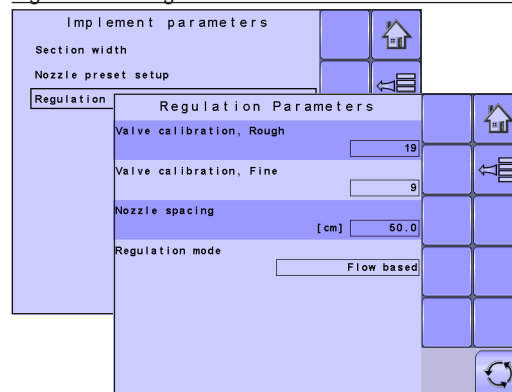 Implement parameters
Section width
Nozzle preset setup
Regulation
Regulation Parameters
Valve calibration, Rough
19
Valve calibration, Fine
9
Nozzle spacing
[cm] 50.0
Regulation mode
Flow based